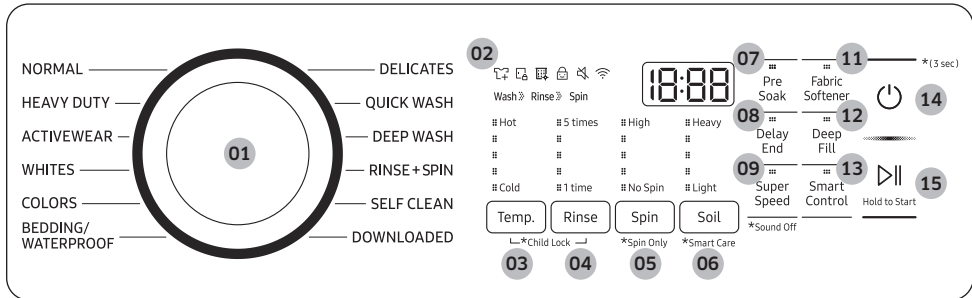 NORMAL
HEAVY DUTY
ACTIVEWEAR
WHITES
COLORS
BEDDING/
WATERPROOF
01
DELICATES
QUICK WASH
DEEP WASH
RINSE+SPIN
SELF CLEAN
DOWNLOADED
02
Wash » Rinse » Spin
18:88
Hot
Cold
Temp.
5 times
1 time
Rinse
High
No Spin
Spin
Heavy
Light
Soil
*Child Lock
*Spin Only
*Smart Care
03
04
05
06
07
Pre
Soak
11
Fabric
Softener
08
Delay
End
12
Deep
Fill
09
Super
Speed
13
Smart
Control
*Sound Off
*(3 sec)
14
15
Hold to Start